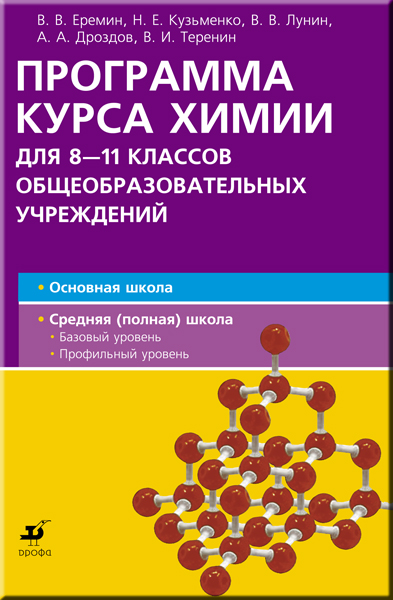 В. В. Еремин, Н. Е. Кузьменко, В. В. Лунин,
А. А. Дроздов, В. И. Теренин
ПРОГРАММА
КУРСА ХИМИИ
ДЛЯ 8—11 КЛАССОВ
ОБЩЕОБРАЗОВАТЕЛЬНЫХ
УЧРЕЖДЕНИЙ
• Основная школа
• Средняя (полная) школа
• Базовый уровень
• Профильный уровень
дрофа